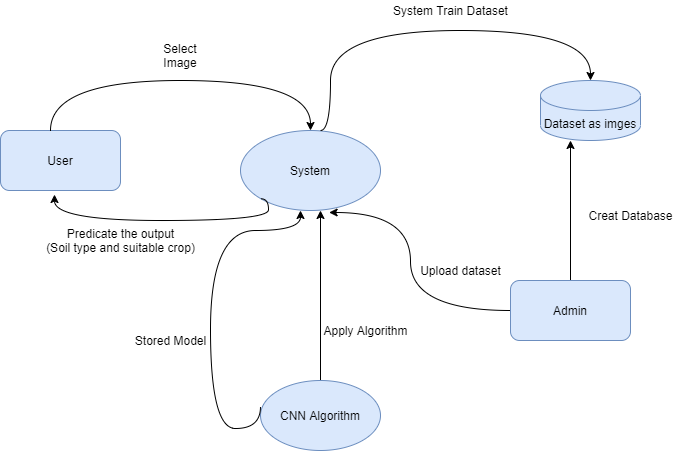 System Train Dataset
Select
Image
Dataset as imges
User
System
Creat Database
Predicate the output
(Soil type and suitable crop)
Upload dataset
Admin
Stored Model
Apply Algorithm
CNN Algorithm